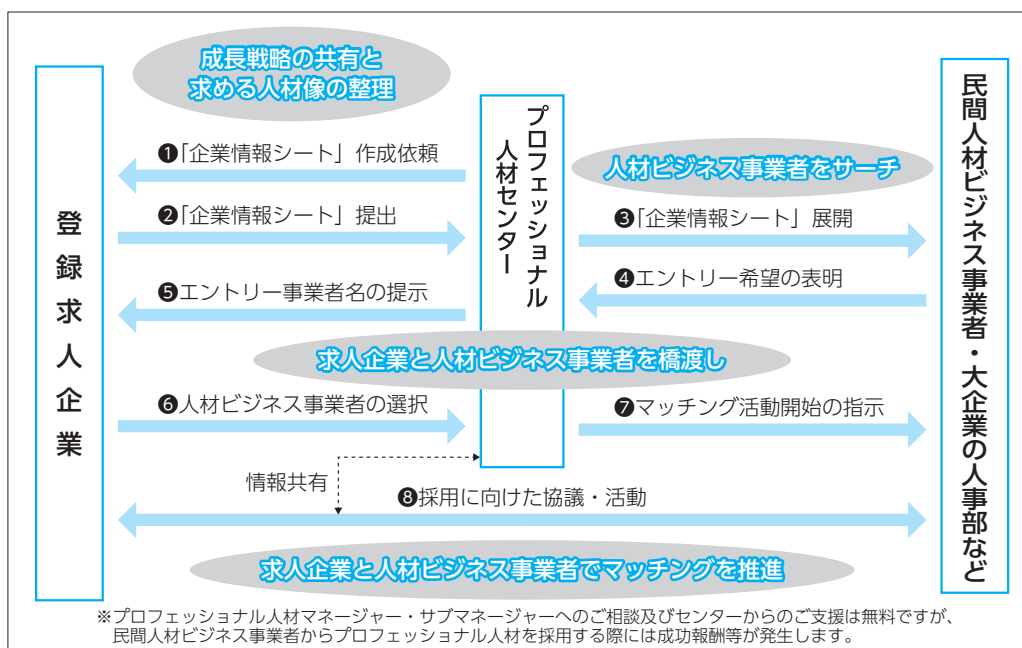 成長戦略の共有と
求める人材像の整理
登録求人企業
プロフェッショナル
人材センター
民間人材ビジネス事業者・大企業の人事部など
❶「企業情報シート」作成依頼
人材ビジネス事業者をサーチ
❷「企業情報シート」提出
❸「企業情報シート」展開
❹エントリー希望の表明
❺エントリー事業者名の提示
求人企業と人材ビジネス事業者を橋渡し
❻人材ビジネス事業者の選択
❼マッチング活動開始の指示
情報共有
❽採用に向けた協議・活動
求人企業と人材ビジネス事業者でマッチングを推進
※プロフェッショナル人材マネージャー・サブマネージャーへのご相談及びセンターからのご支援は無料ですが、
民間人材ビジネス事業者からプロフェッショナル人材を採用する際には成功報酬等が発生します。